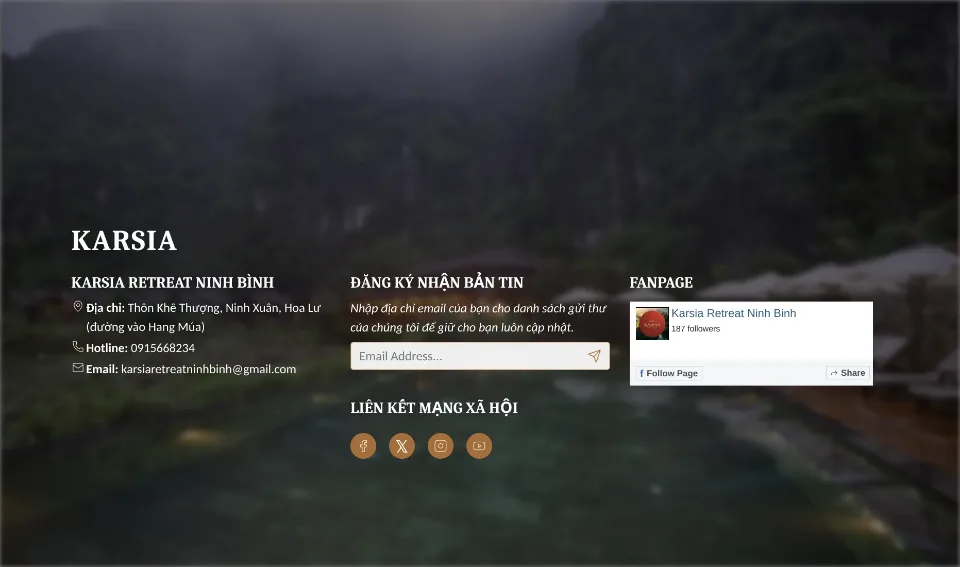 KARSIA
KARSIA RETREAT NINH BÌNH
Địa chỉ: Thôn Khê Thượng, Ninh Xuân, Hoa Lư
(đường vào Hang Múa)
Hotline: 0915668234
Email: karsiaretreatninhbinh@gmail.com
ĐĂNG KÝ NHẬN BẢN TIN
Nhập địa chỉ email của bạn cho danh sách gửi thư
của chúng tôi để giữ cho bạn luôn cập nhật.
Email Address...
LIÊN KẾT MẠNG XÃ HỘI
FANPAGE
Karsia Retreat Ninh Binh
187 followers
Follow Page
Share